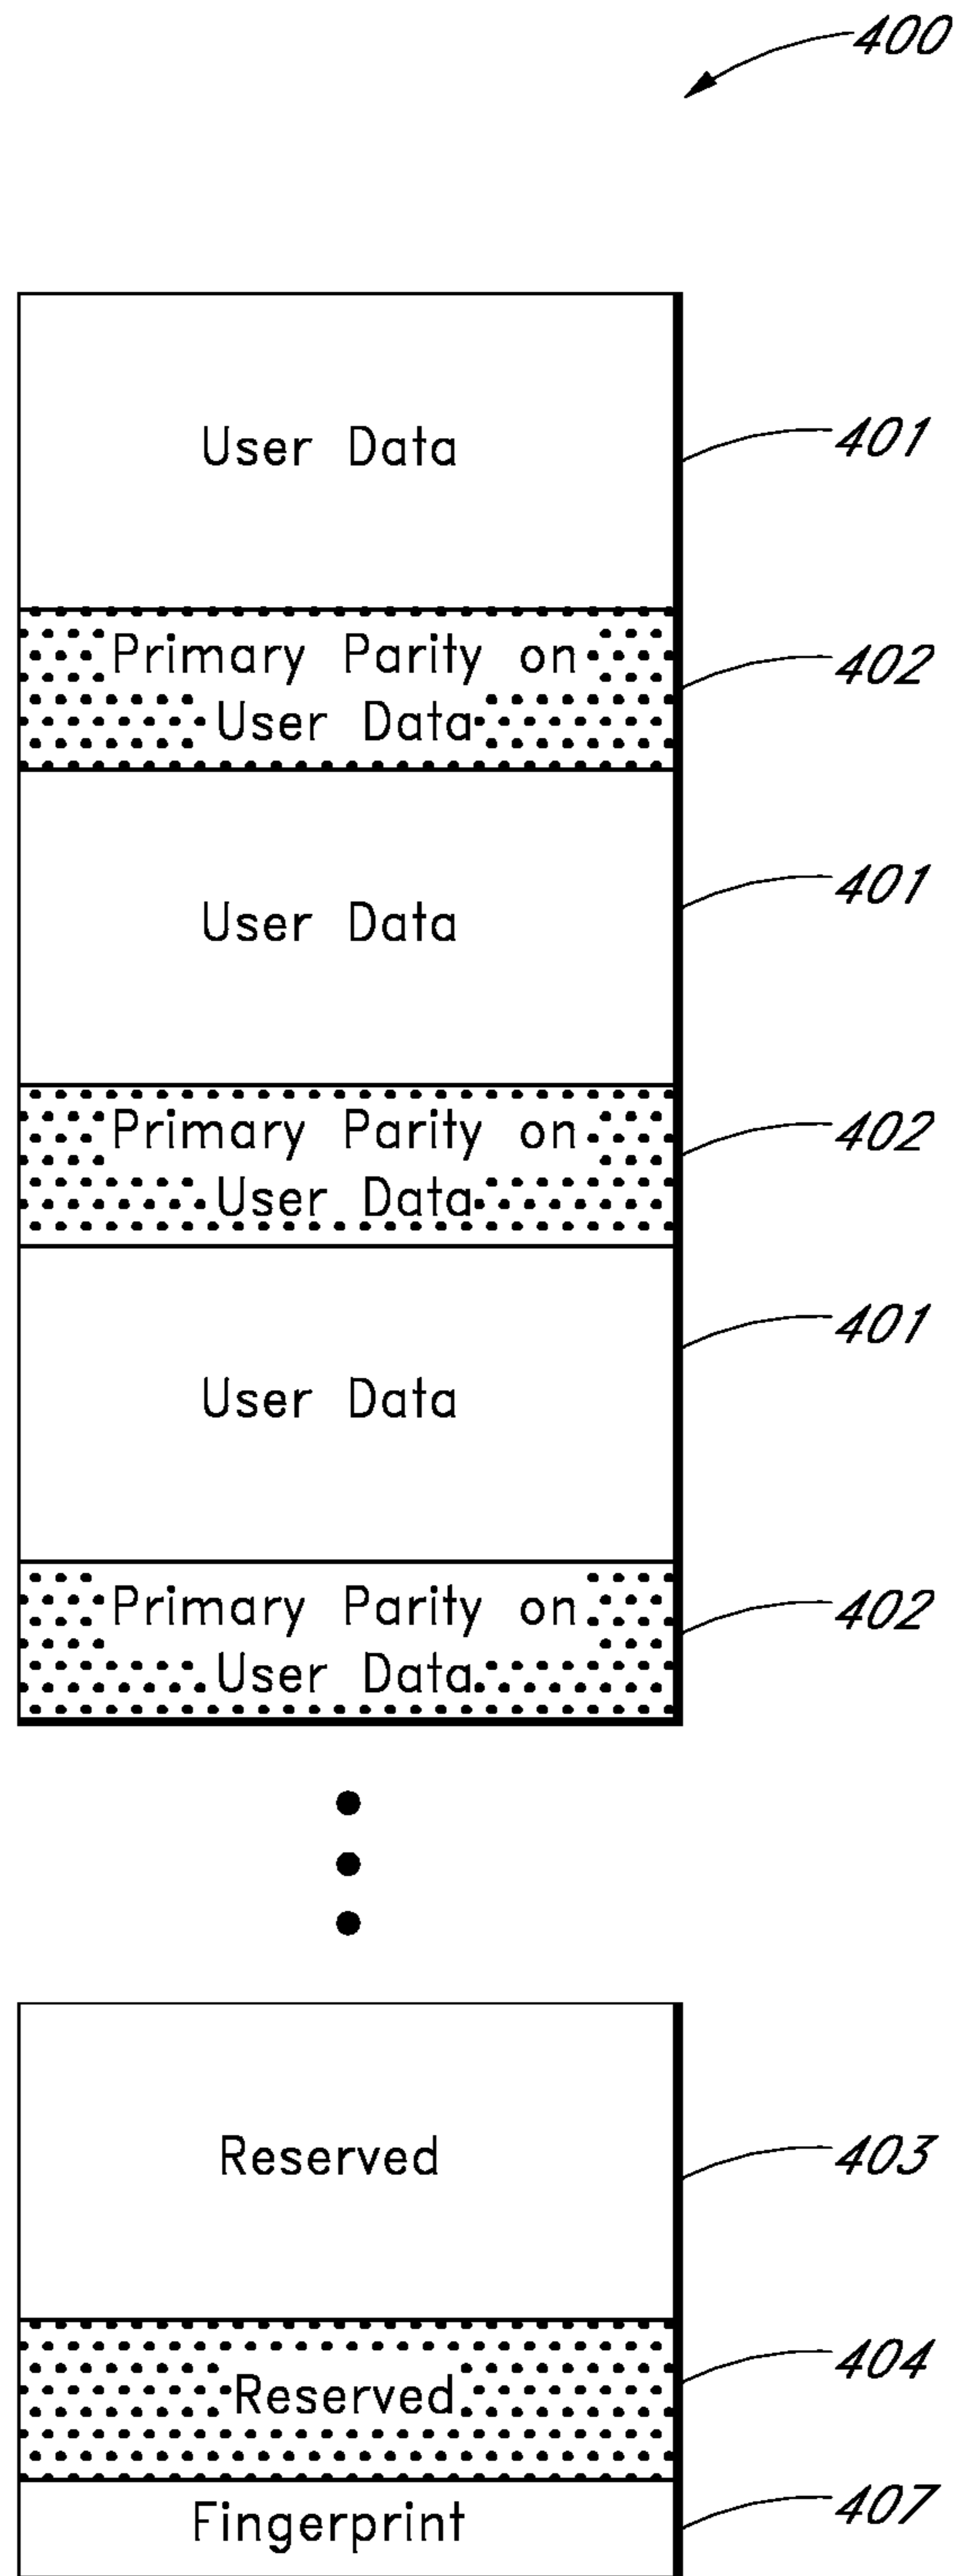 400
User Data
401
Primary Parity on
User Data
402
User Data
401
Primary Parity on
User Data
402
User Data
401
Primary Parity on
User Data
402
Reserved
403
Reserved
404
Fingerprint
407